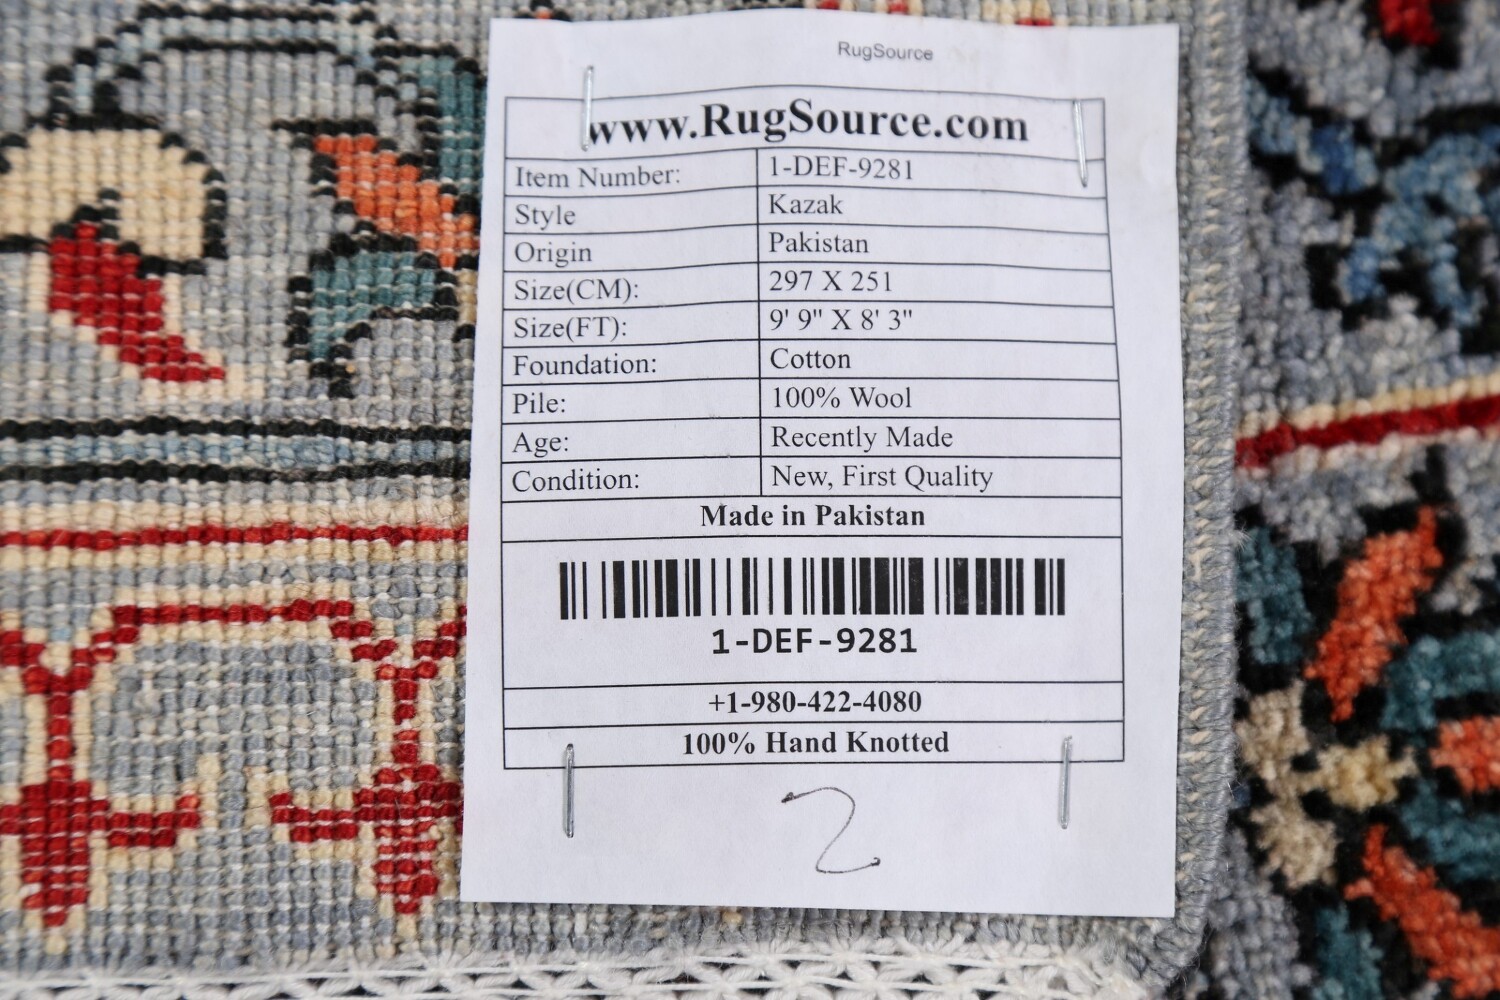 RugSource
www.RugSource.com
Item Number: 1-DEF-9281
Style Kazak
Origin Pakistan
Size(CM): 297 X 251
Size(FT): 9' 9" X 8' 3"
Foundation: Cotton
Pile: 100% Wool
Age: Recently Made
Condition: New, First Quality
Made in Pakistan
1-DEF-9281
+1-980-422-4080
100% Hand Knotted
2